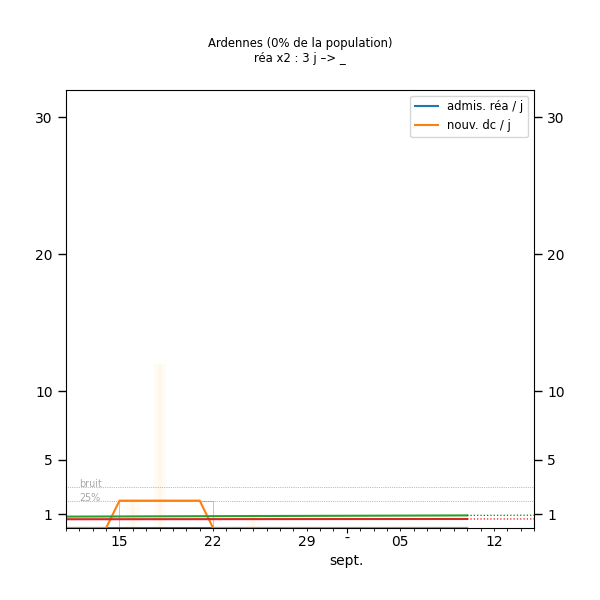 Ardennes (0% de la population)
réa x2 : 3 j –> _
admis. réa / j
nouv. dc / j
30
30
20
20
10
10
5
5
bruit
25%
1
1
15
22
29
-
05
12
sept.